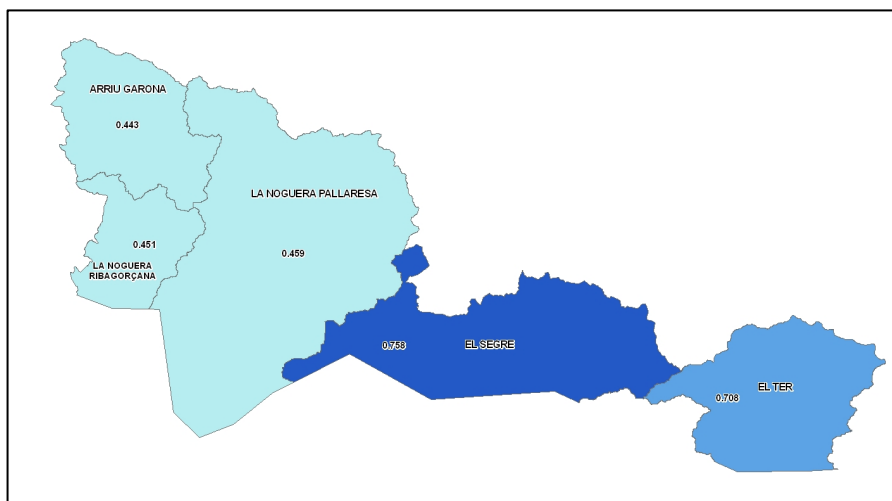 ARRIU GARONA
0.443
LA NOGUERA PALLARESA
0.459
0.451
LA NOGUERA
RIBAGORÇANA
0.758
EL SEGRE
EL TER
0.708